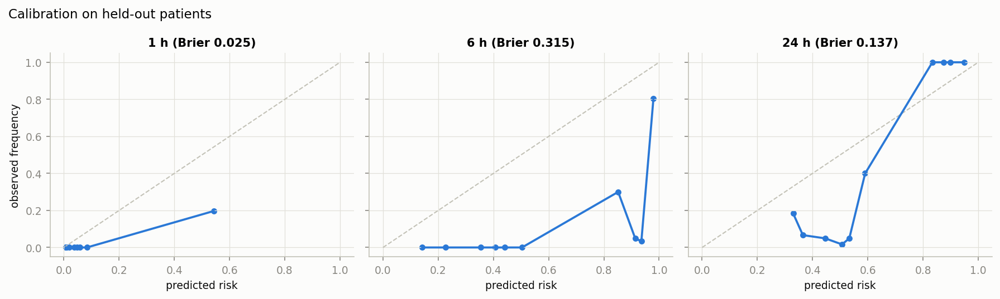 Calibration on held-out patients
1 h (Brier 0.025)
6 h (Brier 0.315)
24 h (Brier 0.137)
observed frequency
1.0
0.8
0.6
0.4
0.2
0.0
0.0 0.2 0.4 0.6 0.8 1.0
0.0 0.2 0.4 0.6 0.8 1.0
0.0 0.2 0.4 0.6 0.8 1.0
predicted risk
predicted risk
predicted risk